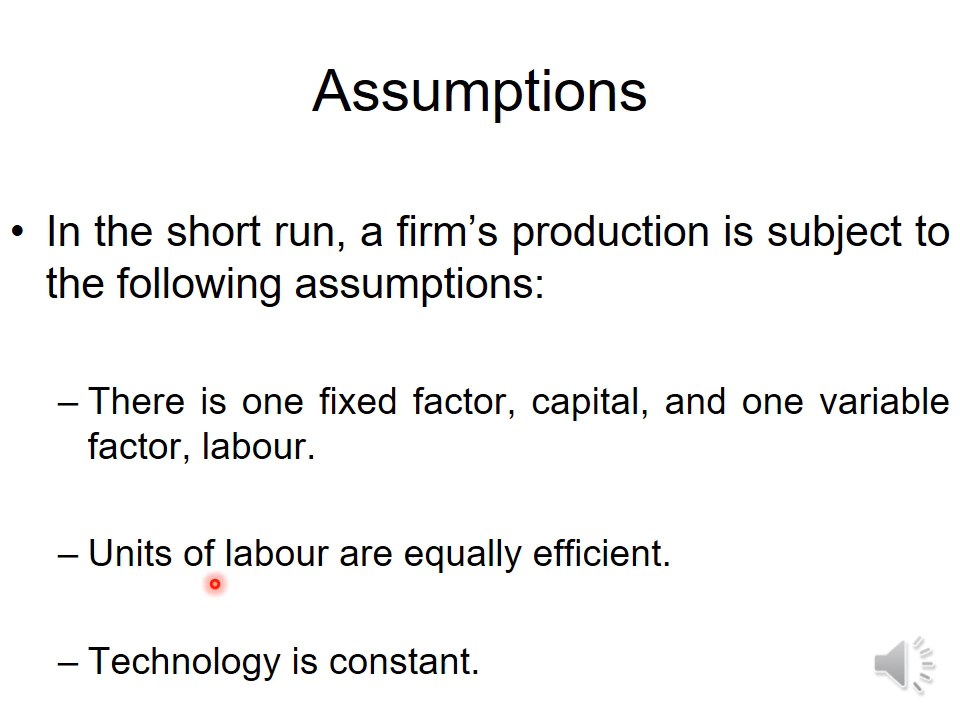 Assumptions
• In the short run, a firm’s production is subject to
the following assumptions:
– There is one fixed factor, capital, and one variable
factor, labour.
– Units of labour are equally efficient.
– Technology is constant.